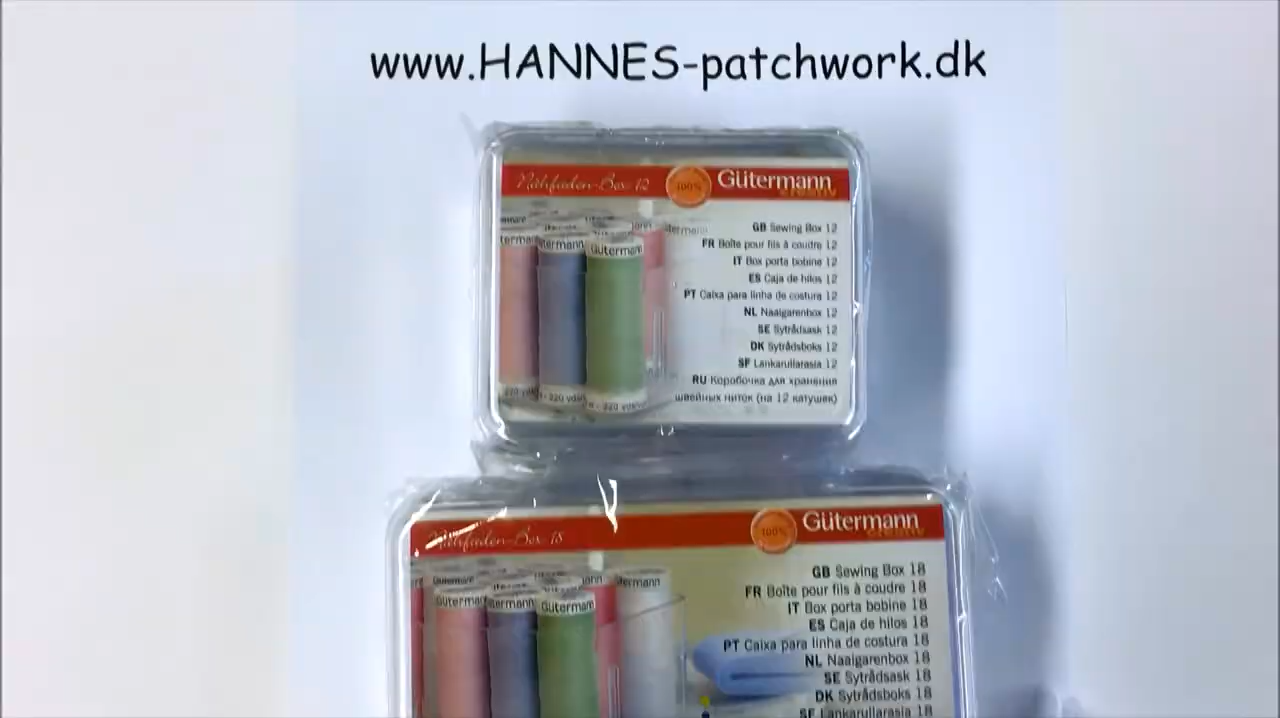 www.HANNES-patchwork.dk
Nähfaden-Box 12
100%
Gütermann
creativ
GB Sewing Box 12
FR Boîte pour fils à coudre 12
IT Box porta bobine 12
ES Caja de hilos 12
PT Caixa para linha de costura 12
NL Naaigarenbox 12
SE Sytrådsask 12
DK Sytrådsboks 12
SF Lankarullarasia 12
RU Коробочка для хранения
швейных ниток (на 12 катушек)
Gütermann
Nähfaden-Box 18
100%
Gütermann
creativ
GB Sewing Box 18
FR Boîte pour fils à coudre 18
IT Box porta bobine 18
ES Caja de hilos 18
PT Caixa para linha de costura 18
NL Naaigarenbox 18
SE Sytrådsask 18
DK Sytrådsboks 18
SF Lankarullarasia 18
Gütermann